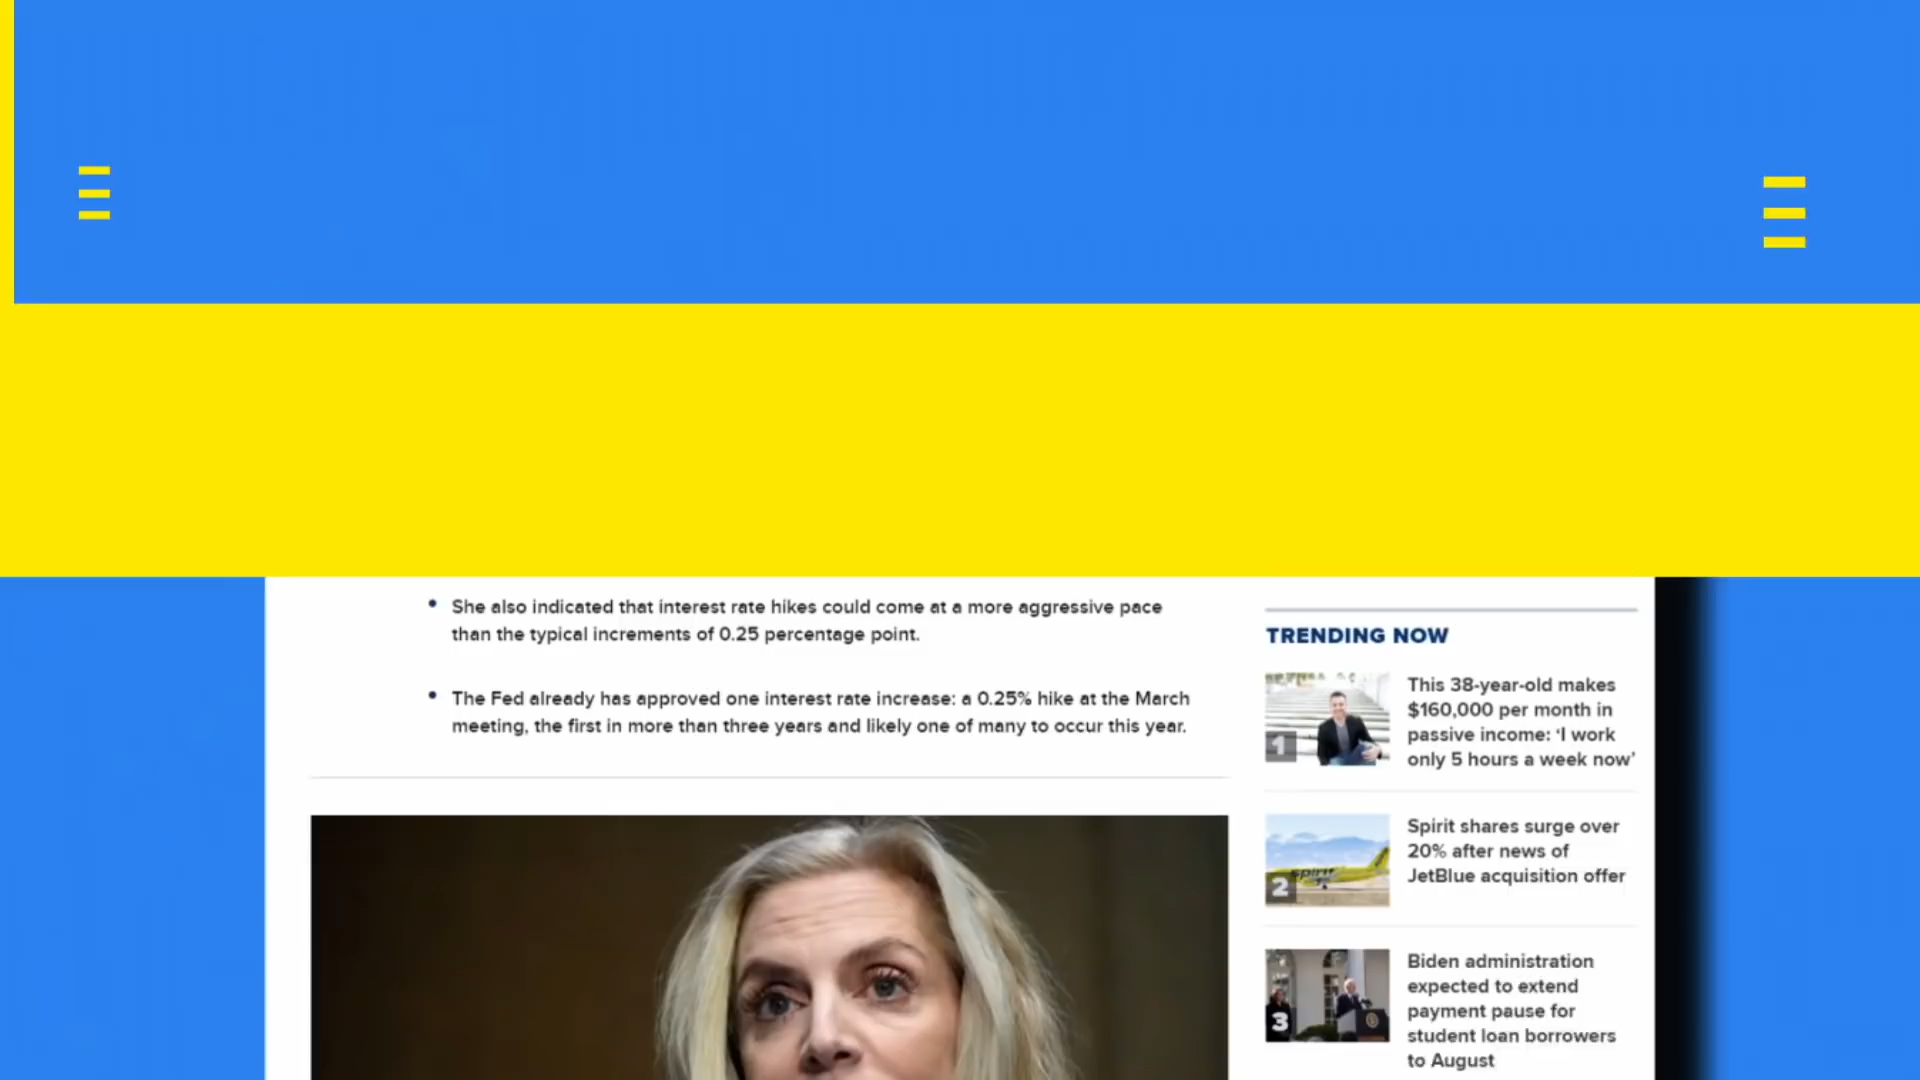 • She also indicated that interest rate hikes could come at a more aggressive pace
than the typical increments of 0.25 percentage point.
• The Fed already has approved one interest rate increase: a 0.25% hike at the March
meeting, the first in more than three years and likely one of many to occur this year.
TRENDING NOW
1
This 38-year-old makes
$160,000 per month in
passive income: ‘I work
only 5 hours a week now’
spirit
2
Spirit shares surge over
20% after news of
JetBlue acquisition offer
3
Biden administration
expected to extend
payment pause for
student loan borrowers
to August